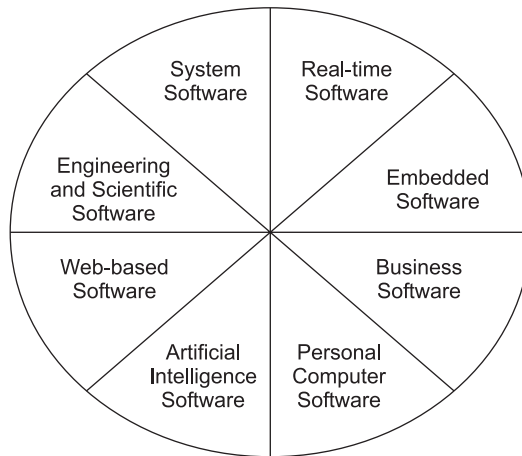 System
Software
Real-time
Software
Engineering
and Scientific
Software
Embedded
Software
Web-based
Software
Business
Software
Artificial
Intelligence
Software
Personal
Computer
Software